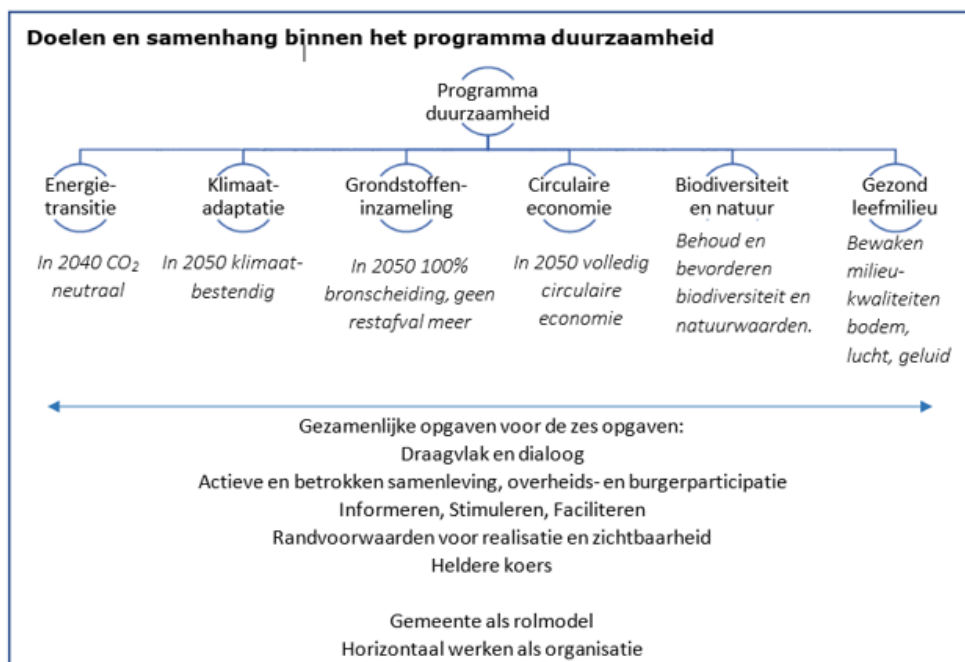 Doelen en samenhang binnen het programma duurzaamheid
Programma
duurzaamheid
Energie-
transitie
In 2040 CO₂
neutraal
Klimaat-
adaptatie
In 2050 klimaat-
bestendig
Grondstoffen-
inzameling
In 2050 100%
bronscheiding, geen
restafval meer
Circulaire
economie
In 2050 volledig
circulaire
economie
Biodiversiteit
en natuur
Behoud en
bevorderen
biodiversiteit en
natuurwaarden.
Gezond
leefmilieu
Bewaken
milieu-
kwaliteiten
bodem,
lucht, geluid
Gezamenlijke opgaven voor de zes opgaven:
Draagvlak en dialoog
Actieve en betrokken samenleving, overheids- en burgerparticipatie
Informeren, Stimuleren, Faciliteren
Randvoorwaarden voor realisatie en zichtbaarheid
Heldere koers
Gemeente als rolmodel
Horizontaal werken als organisatie